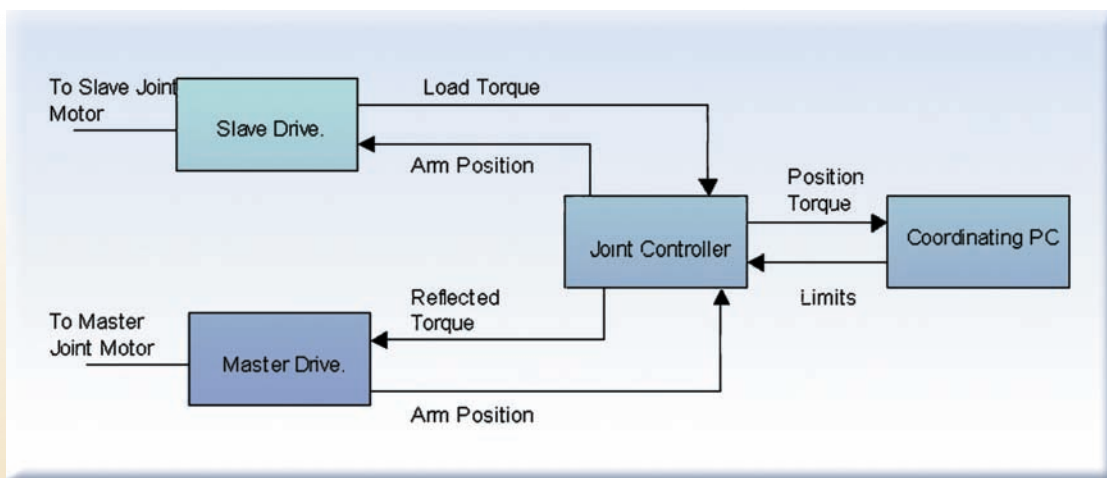 To Slave Joint
Motor
Slave Drive.
Load Torque
Arm Position
Joint Controller
Position
Torque
Coordinating PC
Limits
Reflected
Torque
To Master
Joint Motor
Master Drive.
Arm Position